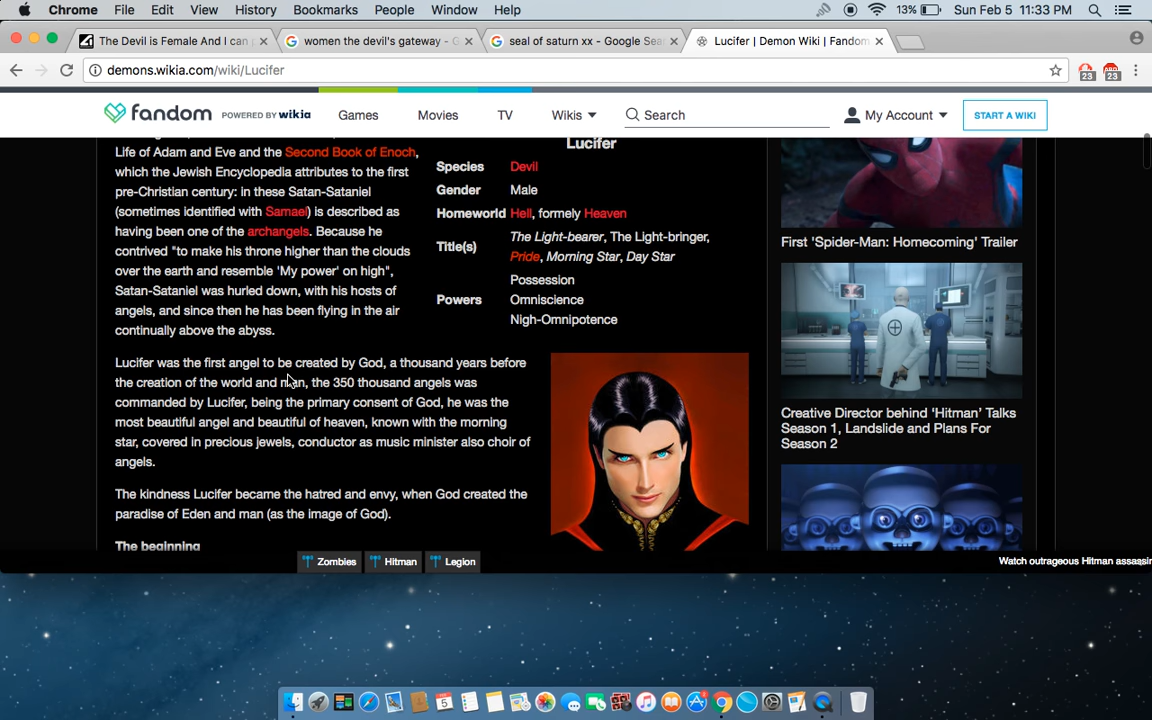 Chrome File Edit View History Bookmarks People Window Help 13% Sun Feb 5 11:33 PM
The Devil is Female And I can women the devil's gateway - G seal of saturn xx - Google Sea Lucifer | Demon Wiki | Fandom
demons.wikia.com/wiki/Lucifer 23 23
fandom POWERED BY wikia Games Movies TV Wikis Search My Account START A WIKI
Life of Adam and Eve and the Second Book of Enoch,
which the Jewish Encyclopedia attributes to the first
pre-Christian century: in these Satan-Sataniel
(sometimes identified with Samael) is described as
having been one of the archangels. Because he
contrived "to make his throne higher than the clouds
over the earth and resemble 'My power' on high",
Satan-Sataniel was hurled down, with his hosts of
angels, and since then he has been flying in the air
continually above the abyss.
Lucifer
Species Devil
Gender Male
Homeworld Hell, formely Heaven
Title(s) The Light-bearer, The Light-bringer,
Pride, Morning Star, Day Star
Powers Possession
Omniscience
Nigh-Omnipotence
Lucifer was the first angel to be created by God, a thousand years before
the creation of the world and man, the 350 thousand angels was
commanded by Lucifer, being the primary consent of God, he was the
most beautiful angel and beautiful of heaven, known with the morning
star, covered in precious jewels, conductor as music minister also choir of
angels.
The kindness Lucifer became the hatred and envy, when God created the
paradise of Eden and man (as the image of God).
The beginning
First 'Spider-Man: Homecoming' Trailer
Creative Director behind 'Hitman' Talks
Season 1, Landslide and Plans For
Season 2
Zombies Hitman Legion
Watch outrageous Hitman assassin
5